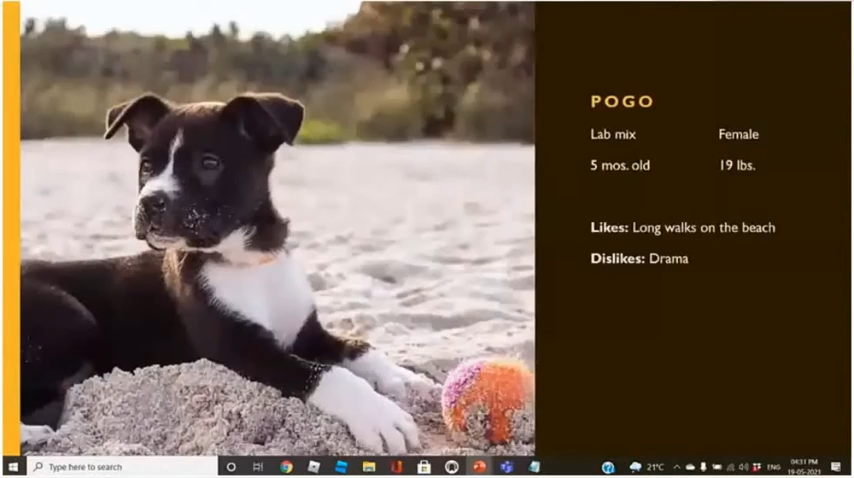 POGO
Lab mix Female
5 mos. old 19 lbs.
Likes: Long walks on the beach
Dislikes: Drama
Type here to search
21°C ENG 04:31 PM
19-05-2021